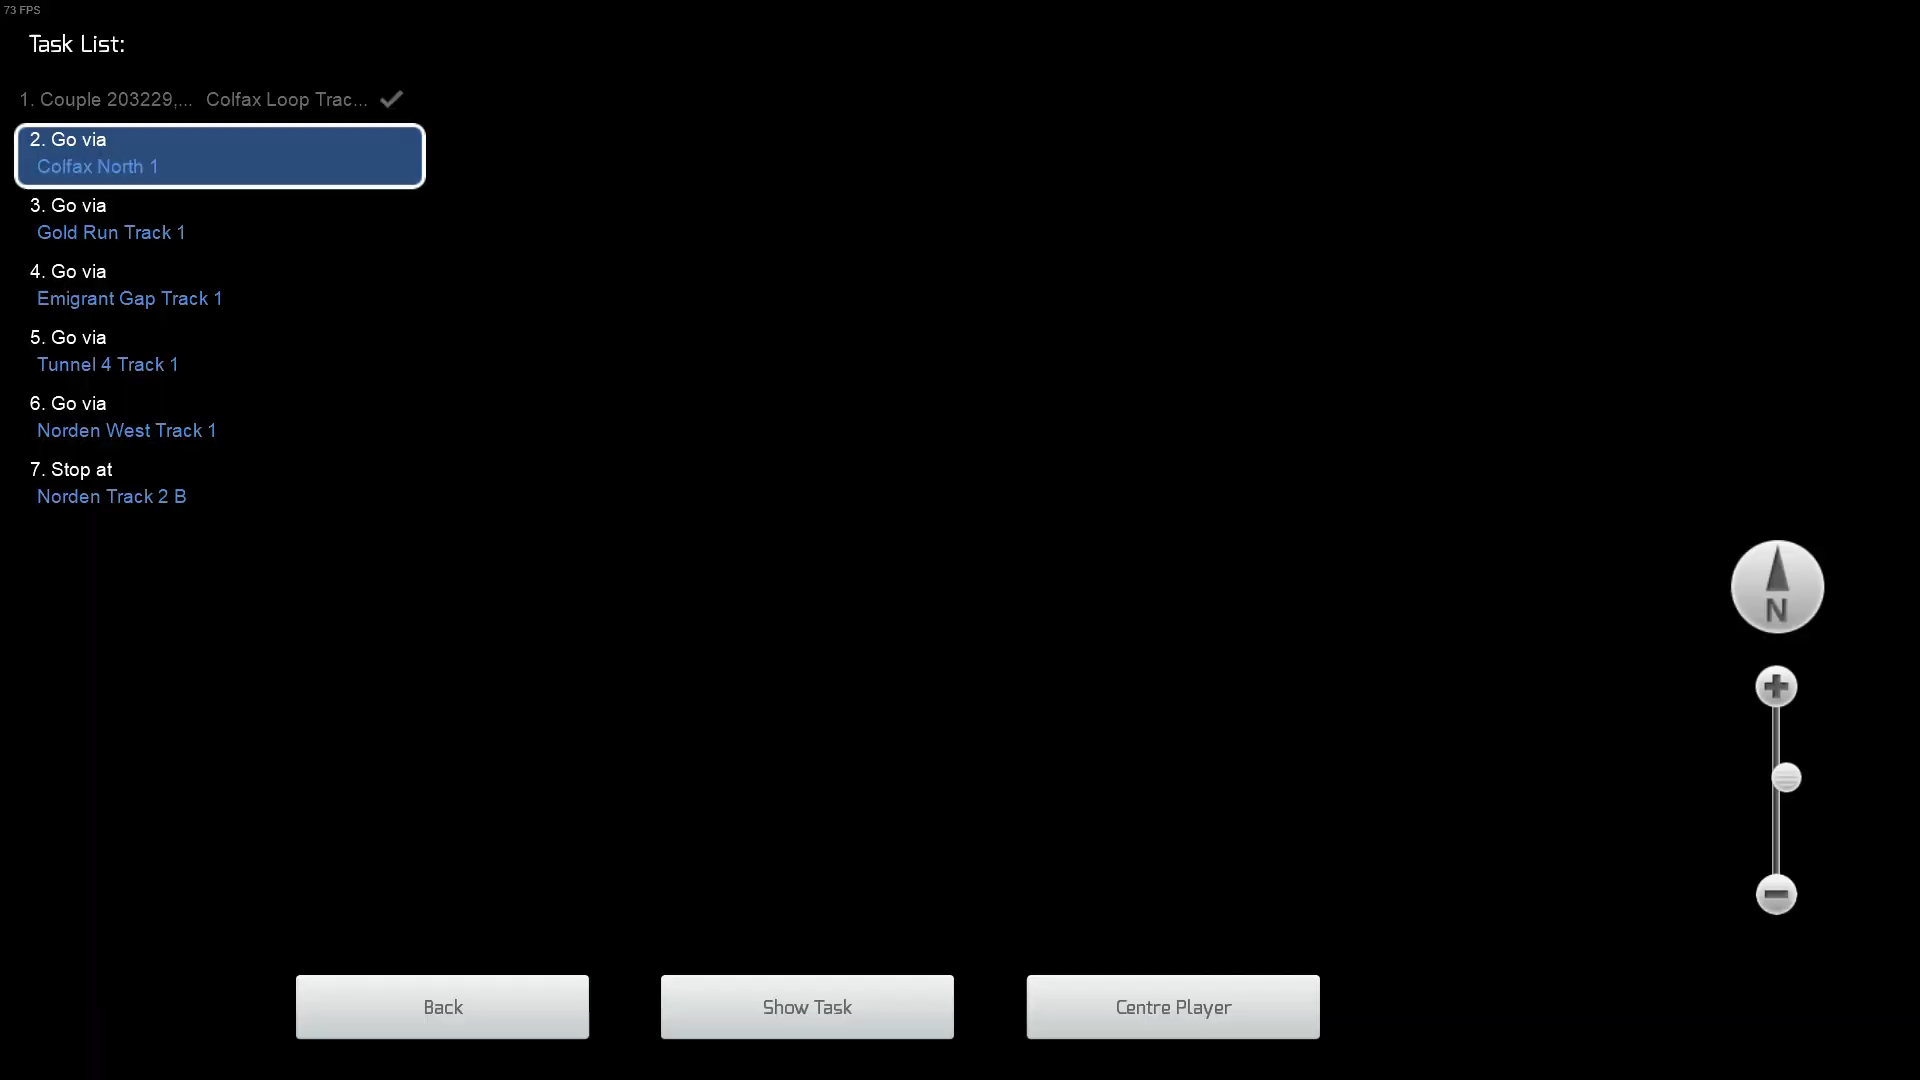 73 FPS
Task List:
1. Couple 203229,... Colfax Loop Trac...
2. Go via
Colfax North 1
3. Go via
Gold Run Track 1
4. Go via
Emigrant Gap Track 1
5. Go via
Tunnel 4 Track 1
6. Go via
Norden West Track 1
7. Stop at
Norden Track 2 B
N
Back Show Task Centre Player